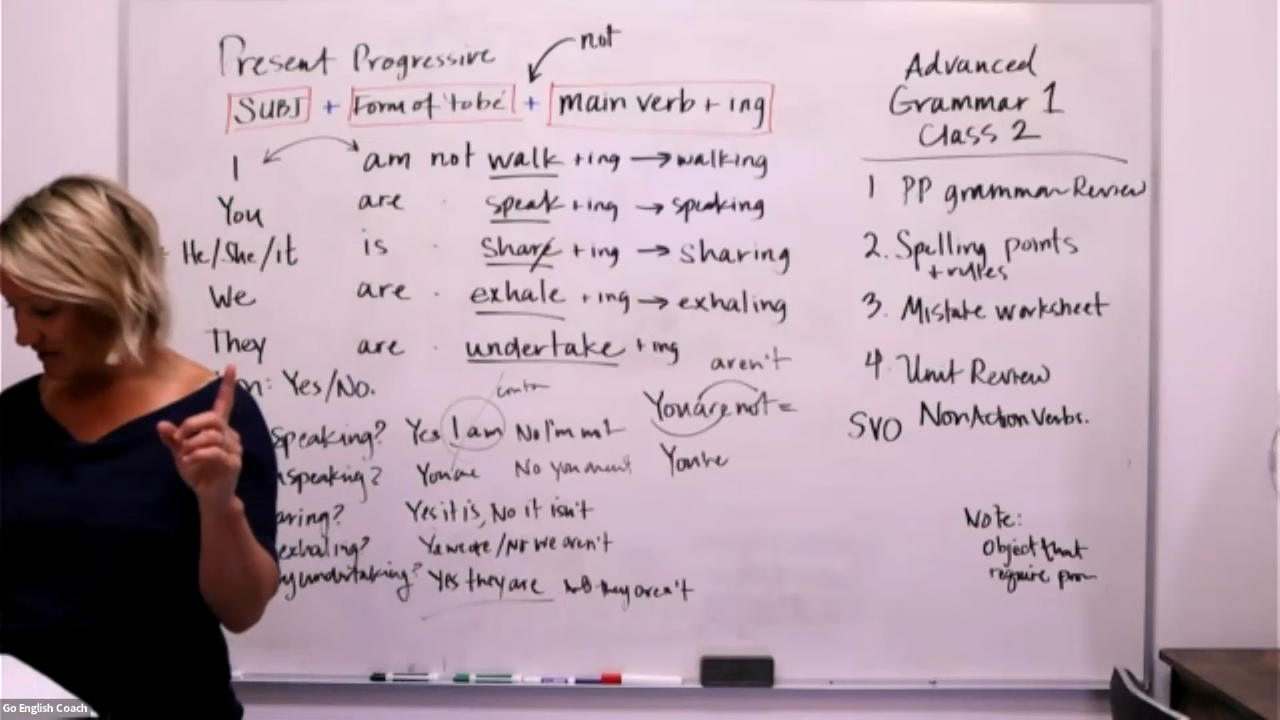 Present Progressive
not
SUBJ + Form of 'to be' + main verb + ing
I am not walk +ing → walking
You are speak +ing → speaking
He/She/it is share +ing → sharing
We are exhale +ing → exhaling
They are undertake +ing
Yes/No.
aren't
You are not =
speaking? Yes I am No I'm not
speaking? You are No you aren't You're
aring? Yes it is, No it isn't
exhaling? Yes we are / No we aren't
undertaking? Yes they are No they aren't
Advanced
Grammar 1
Class 2
1 PP grammar Review
2. Spelling points
+ rules
3. Mistake worksheet
4. Unit Review
SVO Non Action Verbs.
Note:
Object that
require
Go English Coach